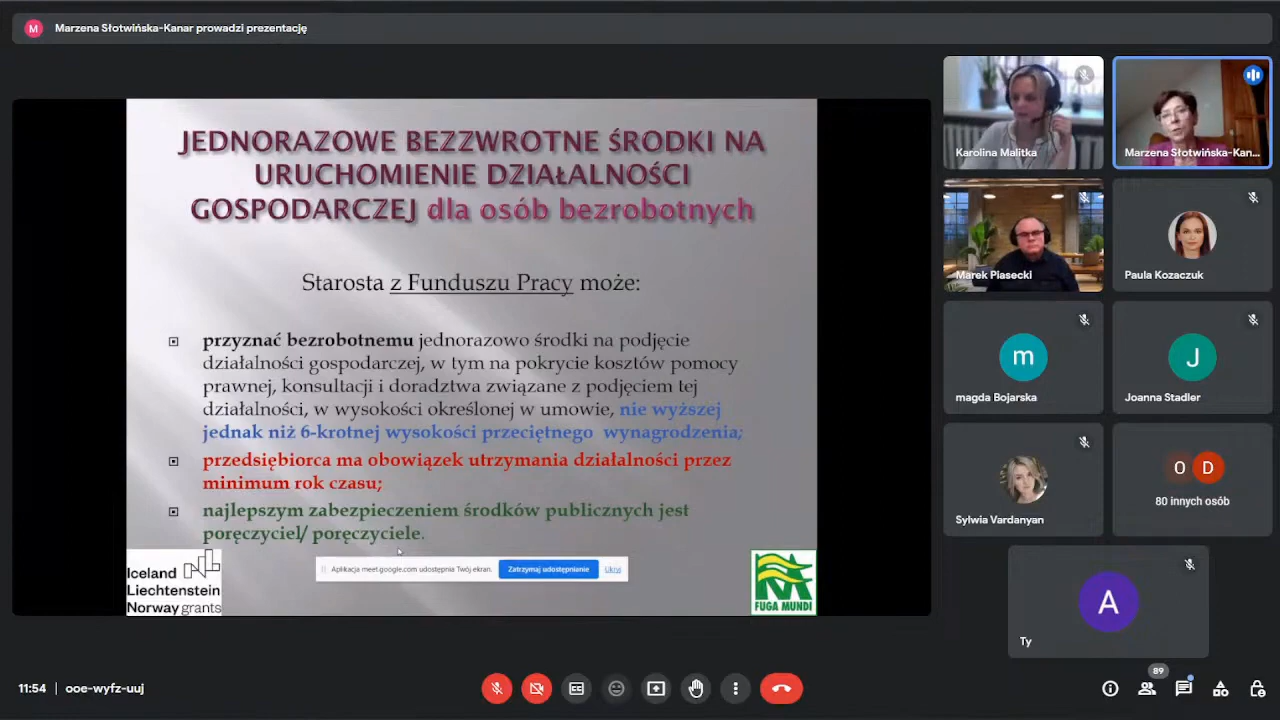 M
Marzena Słotwińska-Kanar prowadzi prezentację
JEDNORAZOWE BEZZWROTNE ŚRODKI NA
URUCHOMIENIE DZIAŁALNOŚCI
GOSPODARCZEJ dla osób bezrobotnych
Starosta z Funduszu Pracy może:
przyznać bezrobotnemu jednorazowo środki na podjęcie
działalności gospodarczej, w tym na pokrycie kosztów pomocy
prawnej, konsultacji i doradztwa związane z podjęciem tej
działalności, w wysokości określonej w umowie, nie wyższej
jednak niż 6-krotnej wysokości przeciętnego wynagrodzenia;
przedsiębiorca ma obowiązek utrzymania działalności przez
minimum rok czasu;
najlepszym zabezpieczeniem środków publicznych jest
poręczyciel/ poręczyciele.
Iceland
Liechtenstein
Norway grants
Aplikacja meet.google.com udostępnia Twój ekran.
Zatrzymaj udostępnianie
Ukryj
FUGA MUNDI
Karolina Malitka
Marzena Słotwińska-Kan...
Marek Piasecki
Paula Kozaczuk
m
magda Bojarska
J
Joanna Stadler
Sylwia Vardanyan
O D
80 innych osób
A
Ty
11:54 | ooe-wyfz-uuj
89